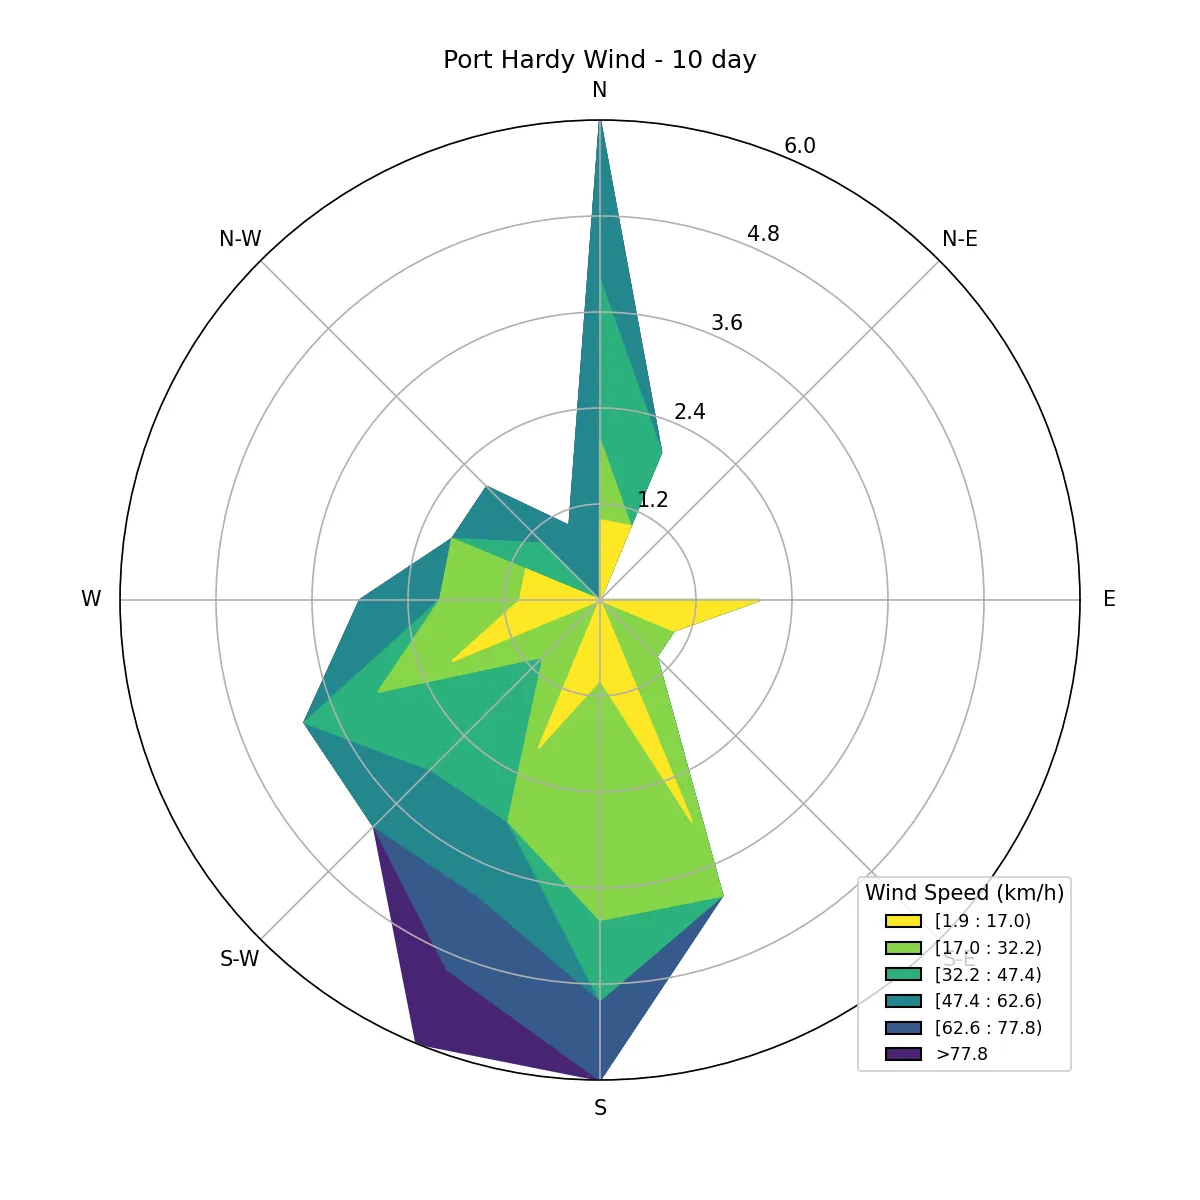 Port Hardy Wind - 10 day
N
6.0
N-W
N-E
4.8
3.6
2.4
1.2
W
E
Wind Speed (km/h)
[1.9 : 17.0)
[17.0 : 32.2)
S-W
S-E
[32.2 : 47.4)
[47.4 : 62.6)
[62.6 : 77.8)
>77.8
S